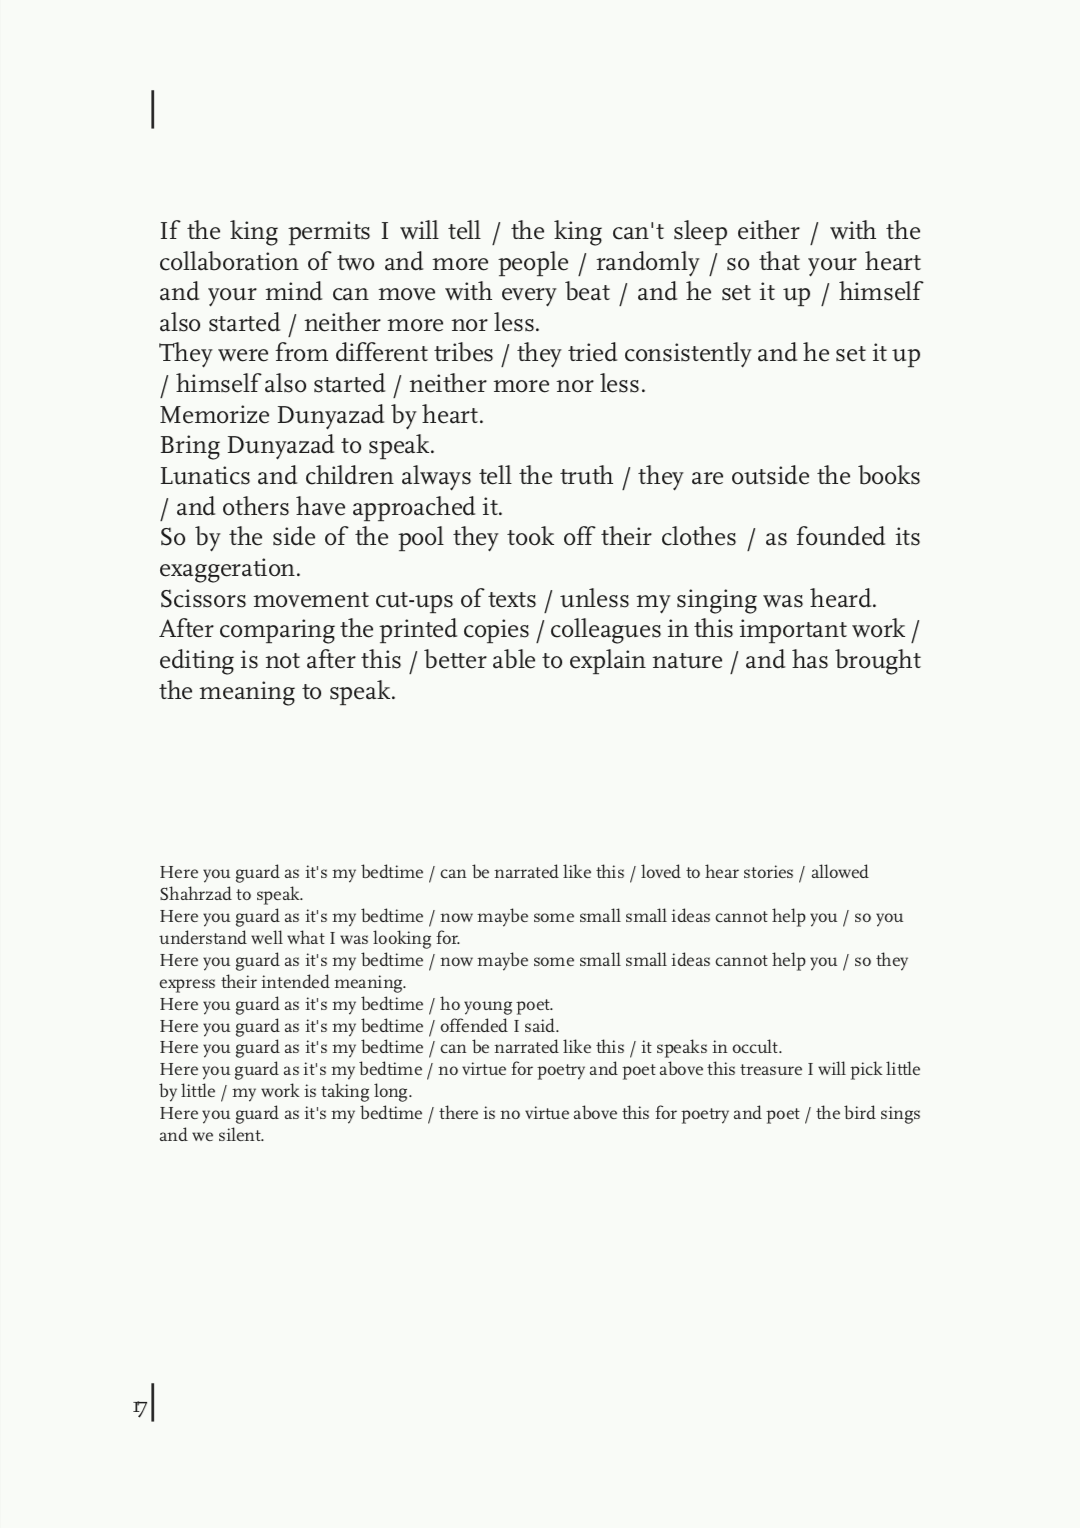 If the king permits I will tell / the king can't sleep either / with the
collaboration of two and more people / randomly / so that your heart
and your mind can move with every beat / and he set it up / himself
also started / neither more nor less.
They were from different tribes / they tried consistently and he set it up
/ himself also started / neither more nor less.
Memorize Dunyazad by heart.
Bring Dunyazad to speak.
Lunatics and children always tell the truth / they are outside the books
/ and others have approached it.
So by the side of the pool they took off their clothes / as founded its
exaggeration.
Scissors movement cut-ups of texts / unless my singing was heard.
After comparing the printed copies / colleagues in this important work /
editing is not after this / better able to explain nature / and has brought
the meaning to speak.
Here you guard as it's my bedtime / can be narrated like this / loved to hear stories / allowed
Shahrzad to speak.
Here you guard as it's my bedtime / now maybe some small small ideas cannot help you / so you
understand well what I was looking for.
Here you guard as it's my bedtime / now maybe some small small ideas cannot help you / so they
express their intended meaning.
Here you guard as it's my bedtime / ho young poet.
Here you guard as it's my bedtime / offended I said.
Here you guard as it's my bedtime / can be narrated like this / it speaks in occult.
Here you guard as it's my bedtime / no virtue for poetry and poet above this treasure I will pick little
by little / my work is taking long.
Here you guard as it's my bedtime / there is no virtue above this for poetry and poet / the bird sings
and we silent.
17